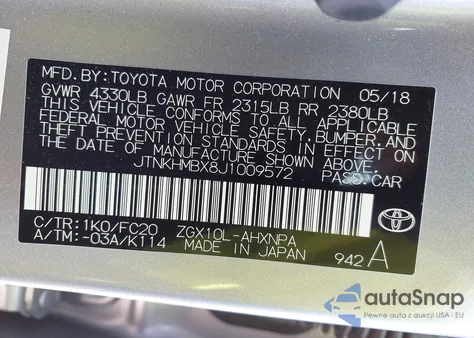 MFD.BY:TOYOTA MOTOR CORPORATION 05/18
GVWR 4330LB GAWR FR 2315LB RR 2380LB
THIS VEHICLE CONFORMS TO ALL APPLICABLE
FEDERAL MOTOR VEHICLE SAFETY,BUMPER,AND
THEFT PREVENTION STANDARDS IN EFFECT ON
THE DATE OF MANUFACTURE SHOWN ABOVE.
JTNKHMBX8J1009572 PASS.CAR
C/TR:1K0/FC20 ZGX10L-AHXNPA
A/TM:-03A/K114 MADE IN JAPAN
942 A
autaSnap
Pewne auta z aukcji USA i EU